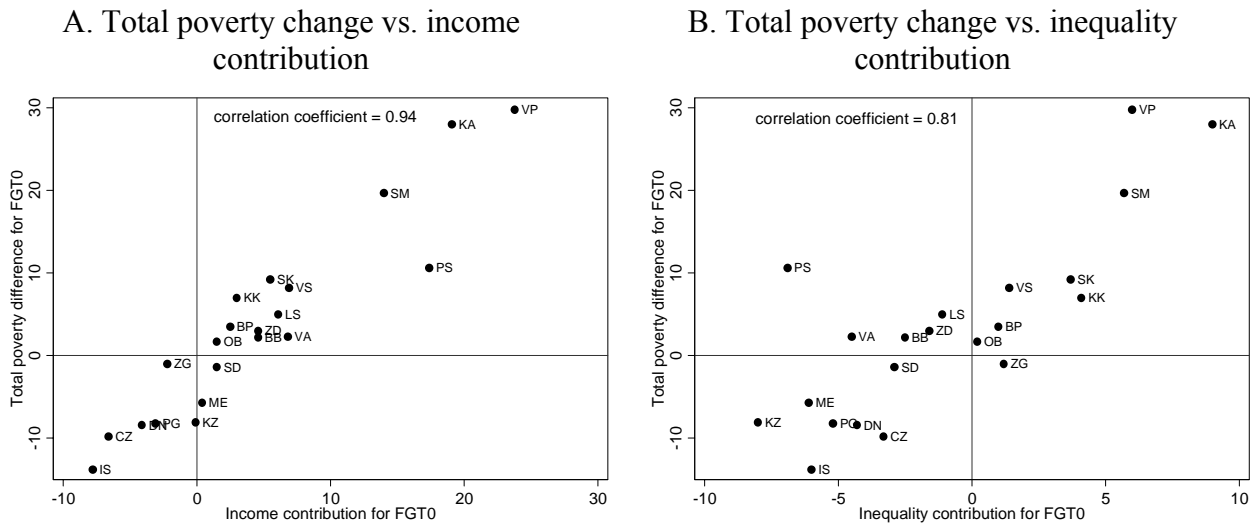 A. Total poverty change vs. income
contribution
correlation coefficient = 0.94
VP
KA
SM
PS
SK
VS
KK
LS
BP
ZD
BB
VA
OB
ZG
SD
ME
DN
PG
KZ
CZ
IS
Total poverty difference for FGT0
30
20
10
0
-10
-10 0 10 20 30
Income contribution for FGT0
B. Total poverty change vs. inequality
contribution
correlation coefficient = 0.81
VP
KA
SM
PS
SK
VS
KK
LS
BP
ZD
VA
BB
OB
ZG
SD
ME
KZ
PG
DN
CZ
IS
Total poverty difference for FGT0
30
20
10
0
-10
-10 -5 0 5 10
Inequality contribution for FGT0